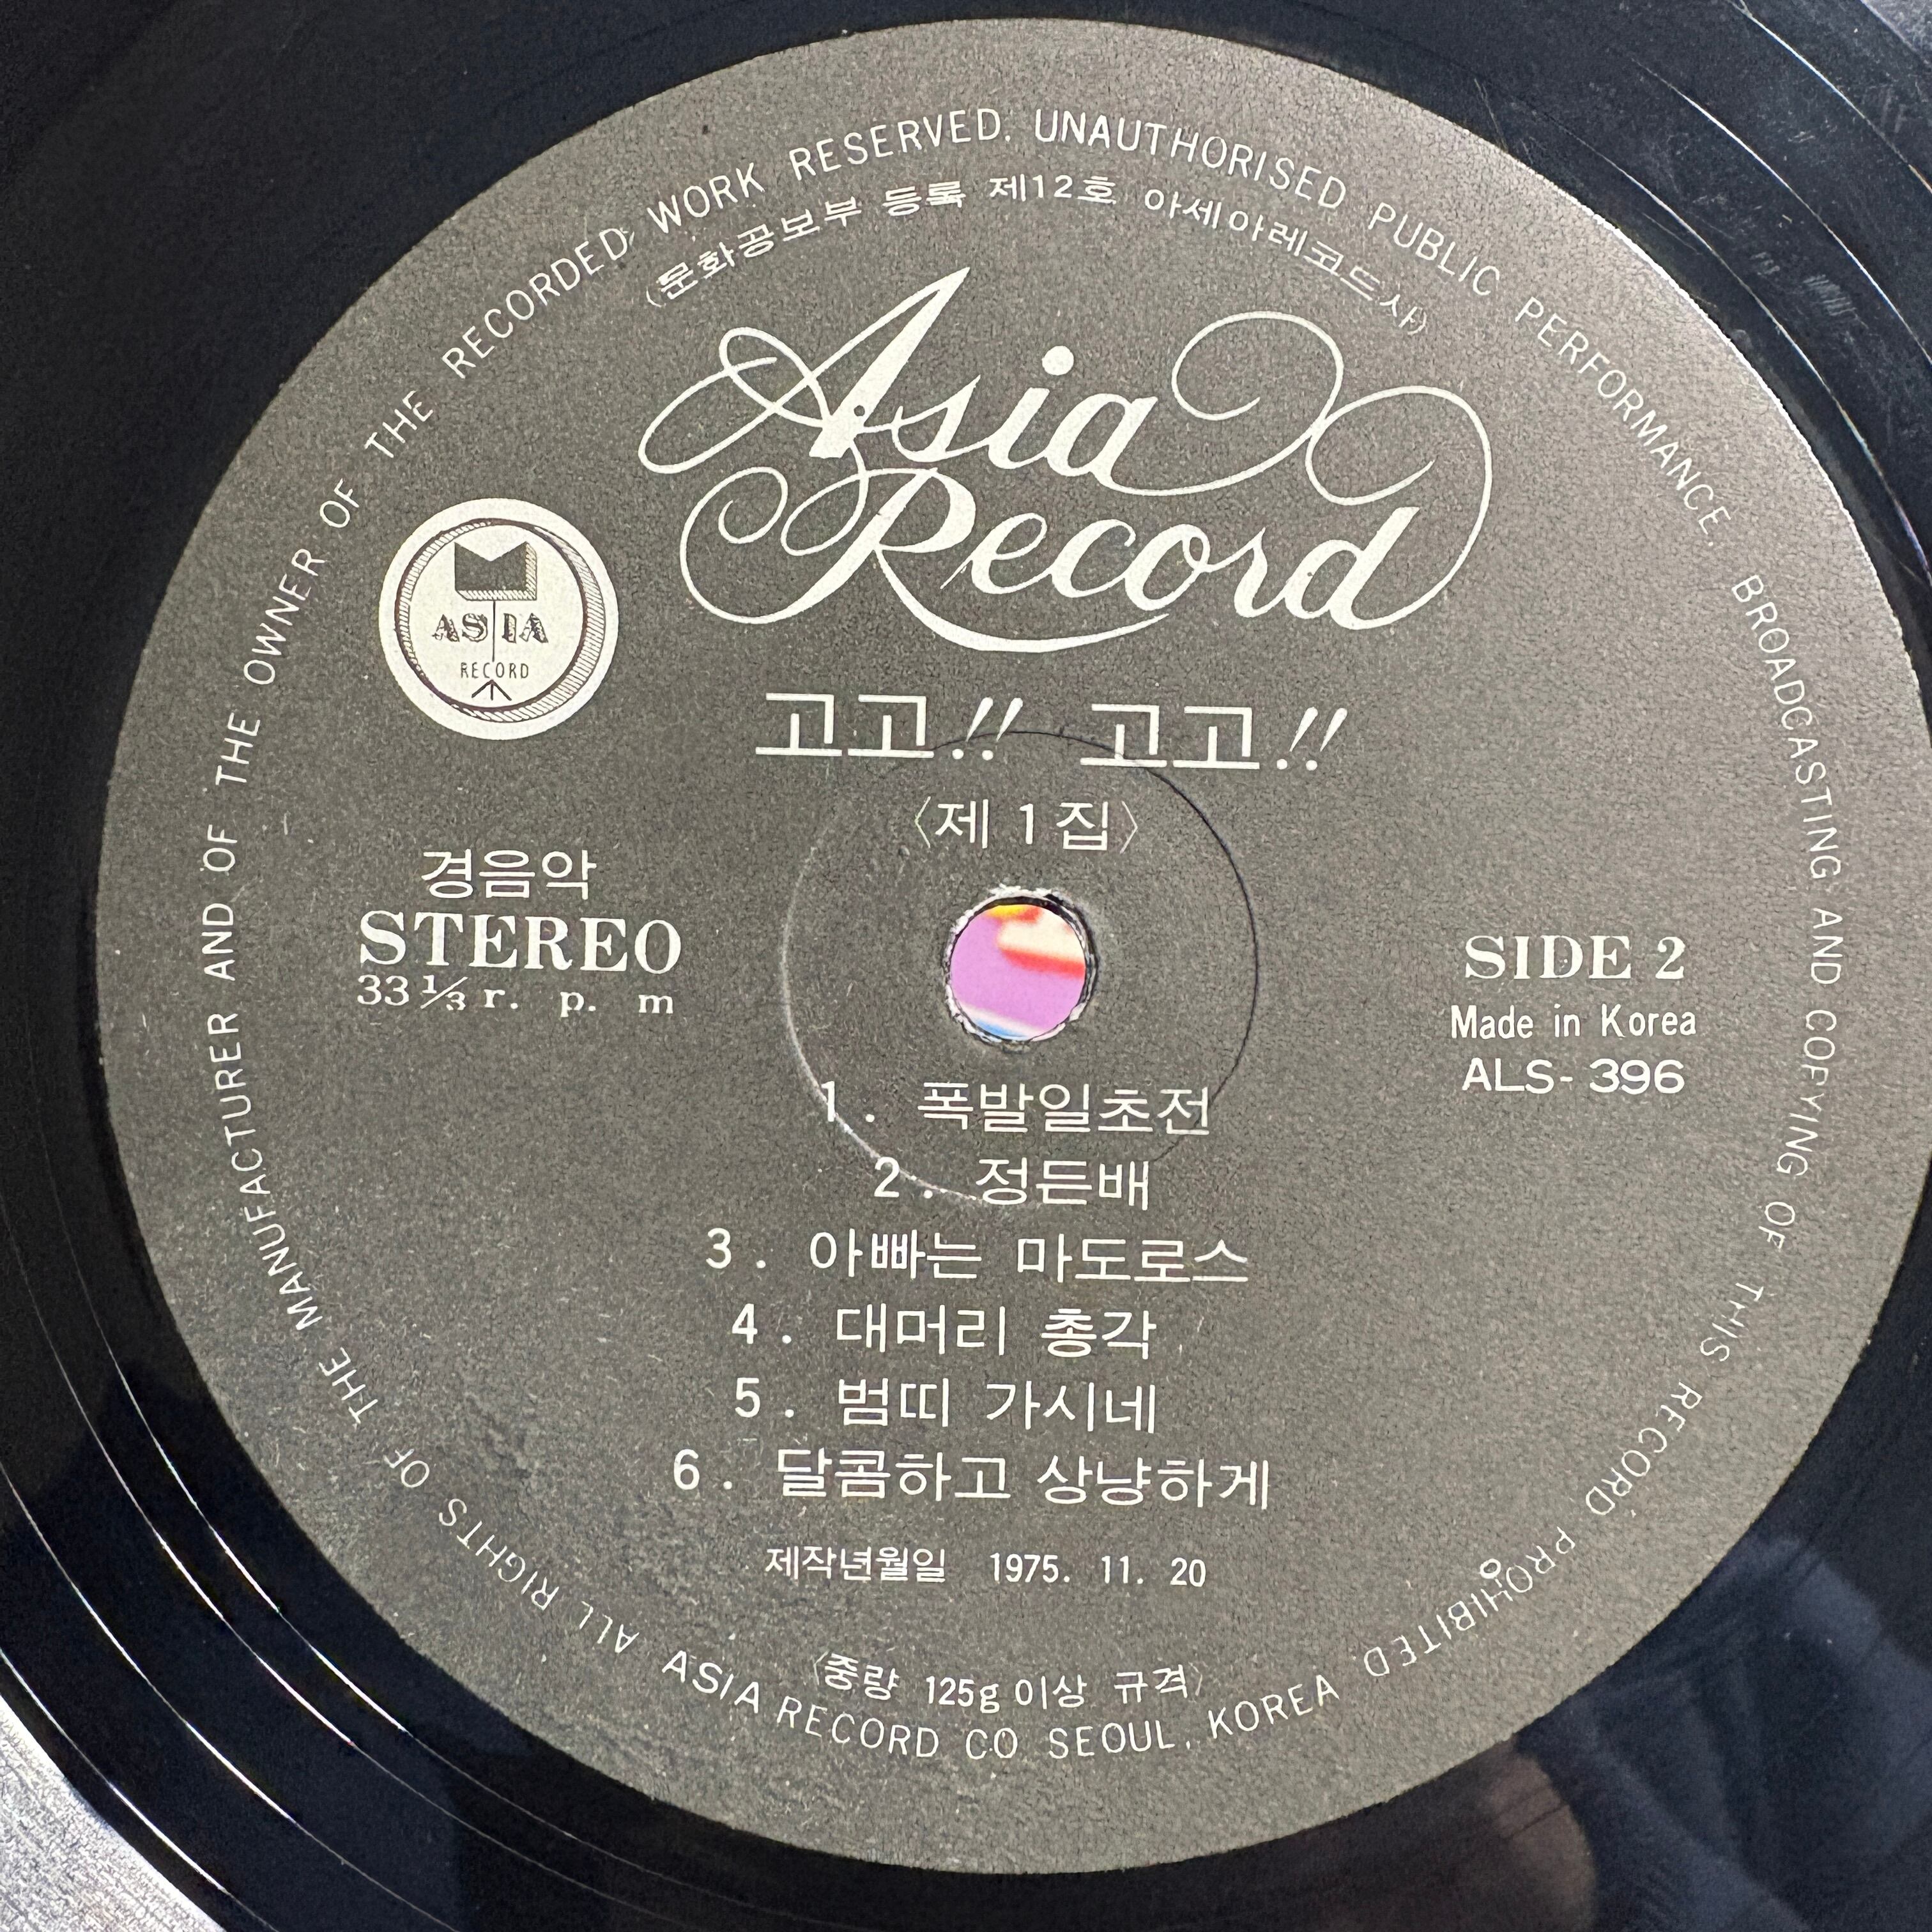 ALL RIGHTS OF THE MANUFACTURER AND OF THE OWNER OF THE RECORDED WORK RESERVED. UNAUTHORISED PUBLIC PERFORMANCE, BROADCASTING AND COPYING OF THIS RECORD PROHIBITED.
(문화공보부 등록 제12호 아세아레코드사)
Asia
Record
ASIA
RECORD
고고!! 고고!!
〈제1집〉
경음악
STEREO
33⅓ r. p. m
SIDE 2
Made in Korea
ALS- 396
1. 폭발일초전
2. 정든배
3. 아빠는 마도로스
4. 대머리 총각
5. 범띠 가시네
6. 달콤하고 상냥하게
제작년월일 1975. 11. 20
〈중량 125g 이상 규격〉
ASIA RECORD CO SEOUL, KOREA